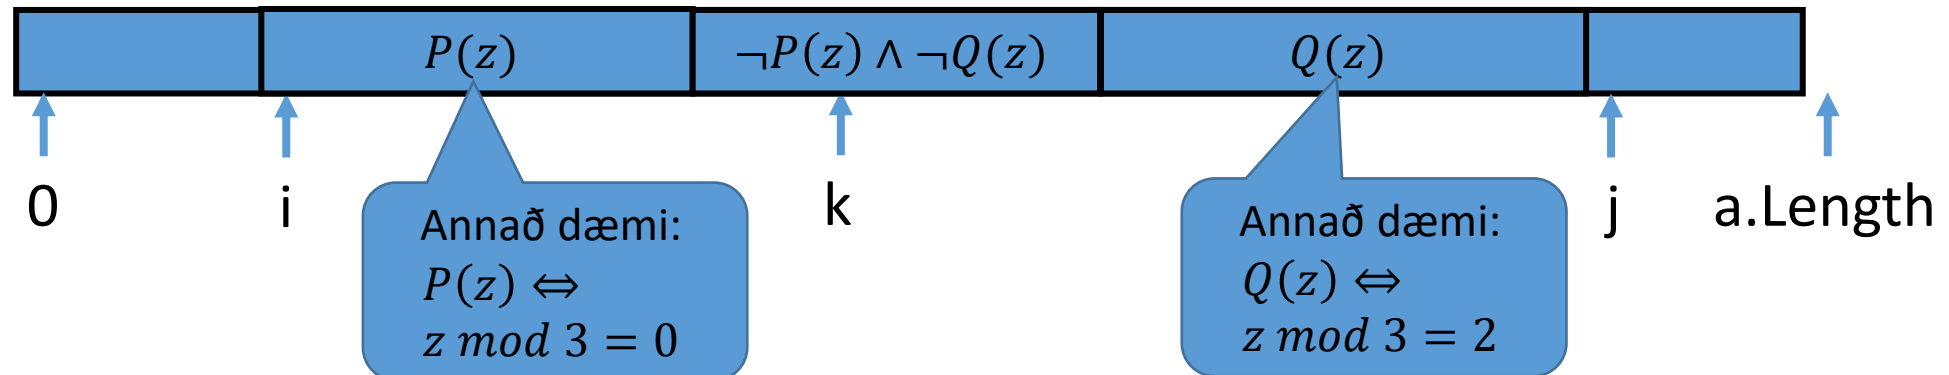 P(z) ¬P(z) ∧ ¬Q(z) Q(z)
0 i k j a.Length
Annað dæmi:
P(z) ⇔
z mod 3 = 0
Annað dæmi:
Q(z) ⇔
z mod 3 = 2